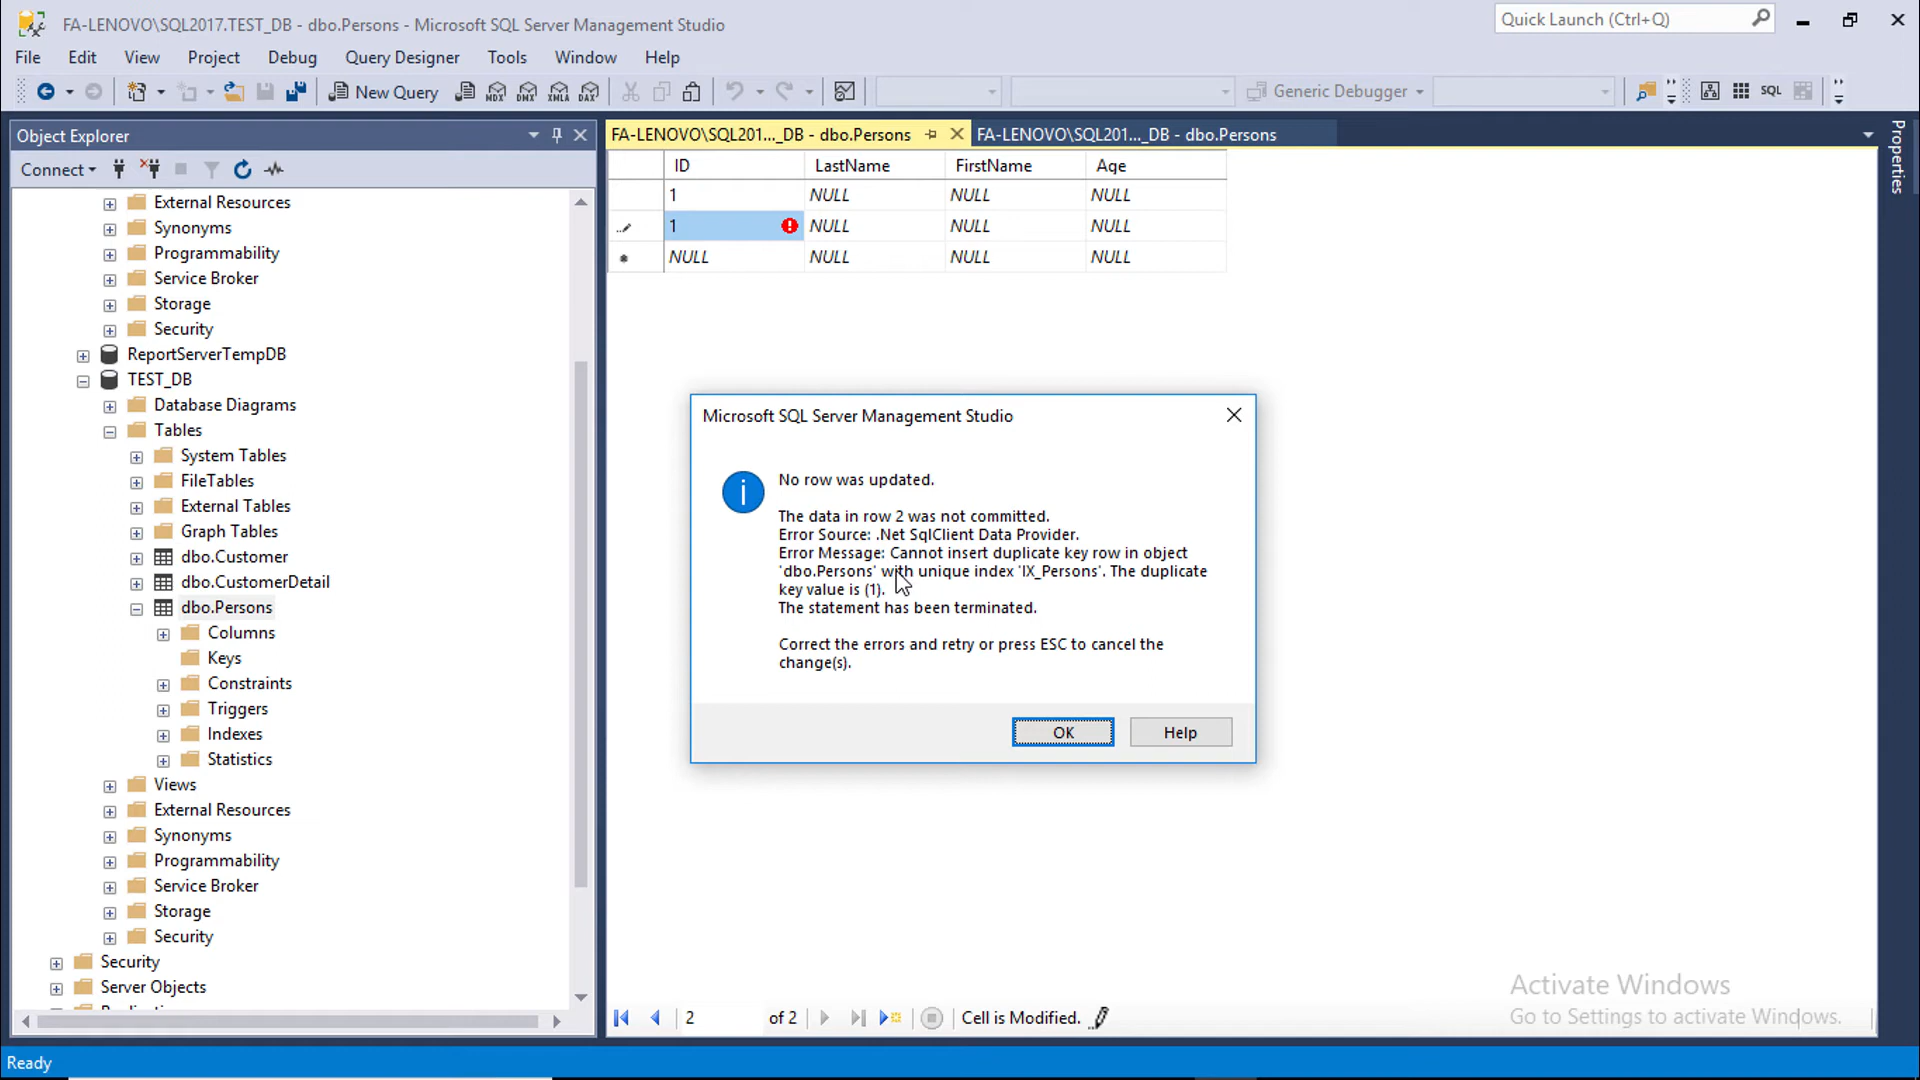 FA-LENOVO\SQL2017.TEST_DB - dbo.Persons - Microsoft SQL Server Management Studio
Quick Launch (Ctrl+Q)
File Edit View Project Debug Query Designer Tools Window Help
New Query MDX DMX XMLA DAX Generic Debugger SQL
Object Explorer
Connect
External Resources
Synonyms
Programmability
Service Broker
Storage
Security
ReportServerTempDB
TEST_DB
Database Diagrams
Tables
System Tables
FileTables
External Tables
Graph Tables
dbo.Customer
dbo.CustomerDetail
dbo.Persons
Columns
Keys
Constraints
Triggers
Indexes
Statistics
Views
External Resources
Synonyms
Programmability
Service Broker
Storage
Security
Security
Server Objects
FA-LENOVO\SQL201..._DB - dbo.Persons FA-LENOVO\SQL201..._DB - dbo.Persons
Properties
ID LastName FirstName Age
1 NULL NULL NULL
1 NULL NULL NULL
NULL NULL NULL NULL
Microsoft SQL Server Management Studio
No row was updated.
The data in row 2 was not committed.
Error Source: .Net SqlClient Data Provider.
Error Message: Cannot insert duplicate key row in object
'dbo.Persons' with unique index 'IX_Persons'. The duplicate
key value is (1).
The statement has been terminated.
Correct the errors and retry or press ESC to cancel the
change(s).
OK Help
Activate Windows
Go to Settings to activate Windows.
2 of 2 Cell is Modified.
Ready